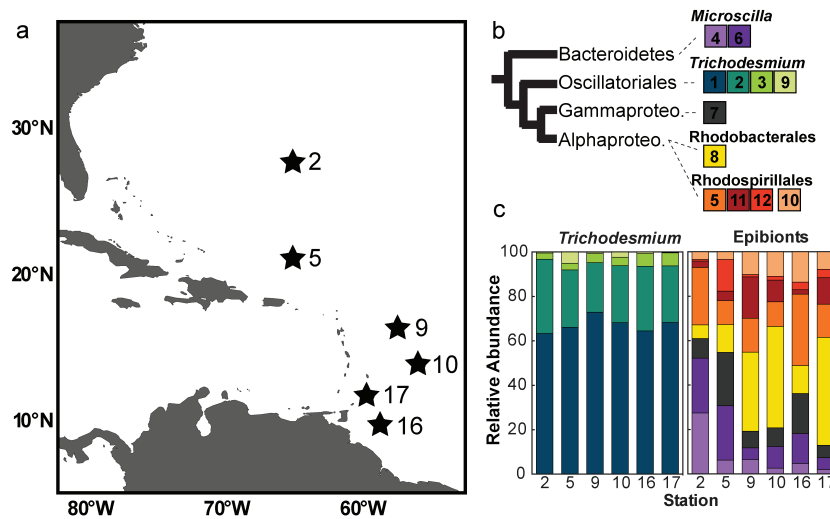 a
30°N
20°N
10°N
80°W 70°W 60°W
2
5
9
10
17
16
b
Microscilla
4 6
Bacteroidetes
Trichodesmium
Oscillatoriales
1 2 3 9
Gammaproteo.
7
Alphaproteo.
Rhodobacterales
8
Rhodospirillales
5 11 12 10
c
Trichodesmium Epibionts
Relative Abundance
100
80
60
40
20
0
2 5 9 10 16 17 2 5 9 10 16 17
Station